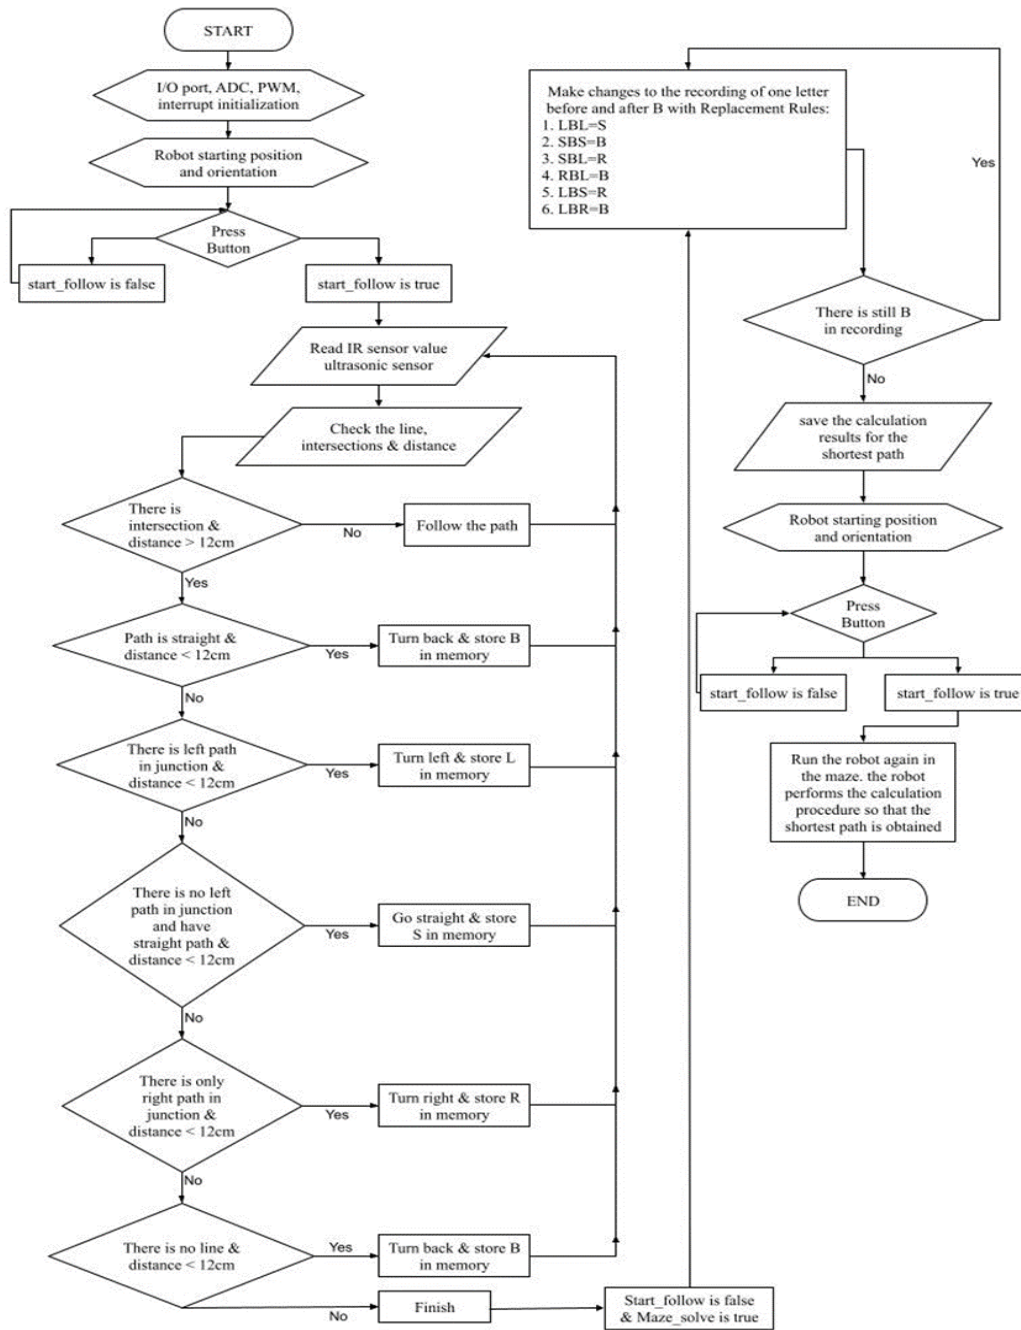 START
I/O port, ADC, PWM,
interrupt initialization
Robot starting position
and orientation
Press
Button
start_follow is false
start_follow is true
Read IR sensor value
ultrasonic sensor
Check the line,
intersections & distance
There is
intersection &
distance > 12cm
No
Follow the path
Yes
Path is straight &
distance < 12cm
Yes
Turn back & store B
in memory
No
There is left path
in junction &
distance < 12cm
Yes
Turn left & store L
in memory
No
There is no left
path in junction
and have
straight path &
distance < 12cm
Yes
Go straight & store
S in memory
No
There is only
right path in
junction &
distance < 12cm
Yes
Turn right & store R
in memory
No
There is no line &
distance < 12cm
Yes
Turn back & store B
in memory
No
Finish
Start_follow is false
& Maze_solve is true
Make changes to the recording of one letter
before and after B with Replacement Rules:
1. LBL=S
2. SBS=B
3. SBL=R
4. RBL=B
5. LBS=R
6. LBR=B
Yes
There is still B
in recording
No
save the calculation
results for the
shortest path
Robot starting position
and orientation
Press
Button
start_follow is false
start_follow is true
Run the robot again in
the maze. the robot
performs the calculation
procedure so that the
shortest path is obtained
END